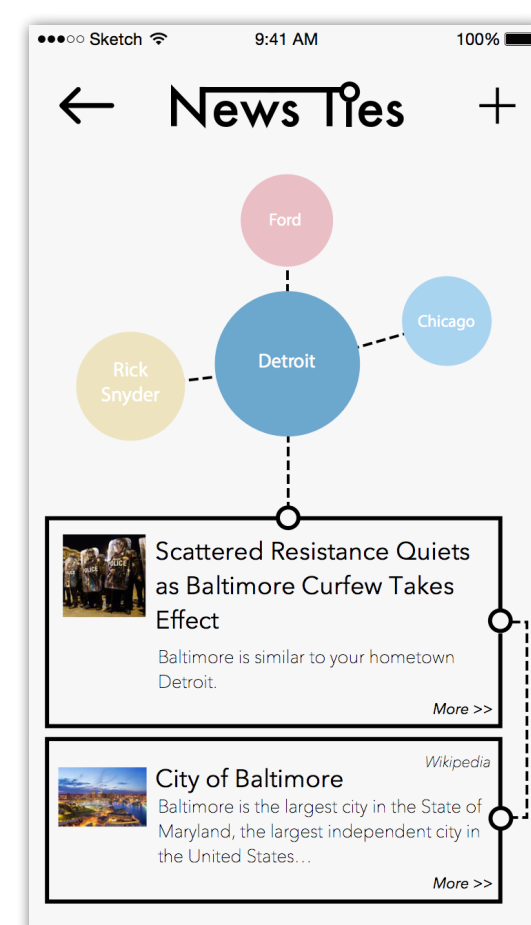 Sketch 9:41 AM 100%
News Ties
Ford
Chicago
Detroit
Rick
Snyder
Scattered Resistance Quiets
as Baltimore Curfew Takes
Effect
POLICE POLICE
Baltimore is similar to your hometown
Detroit.
More >>
Wikipedia
City of Baltimore
Baltimore is the largest city in the State of
Maryland, the largest independent city in
the United States…
More >>